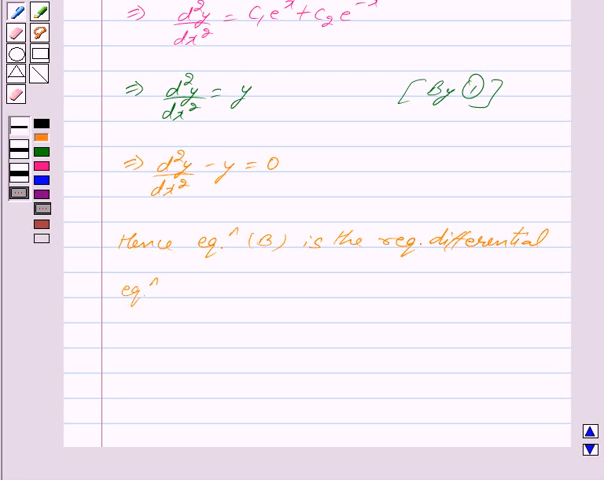 ⇒ d²y/dx² = C₁eˣ + C₂e⁻ˣ
⇒ d²y/dx² = y [By ①]
⇒ d²y/dx² - y = 0
Hence eq.^ (B) is the req. differential
eq.^